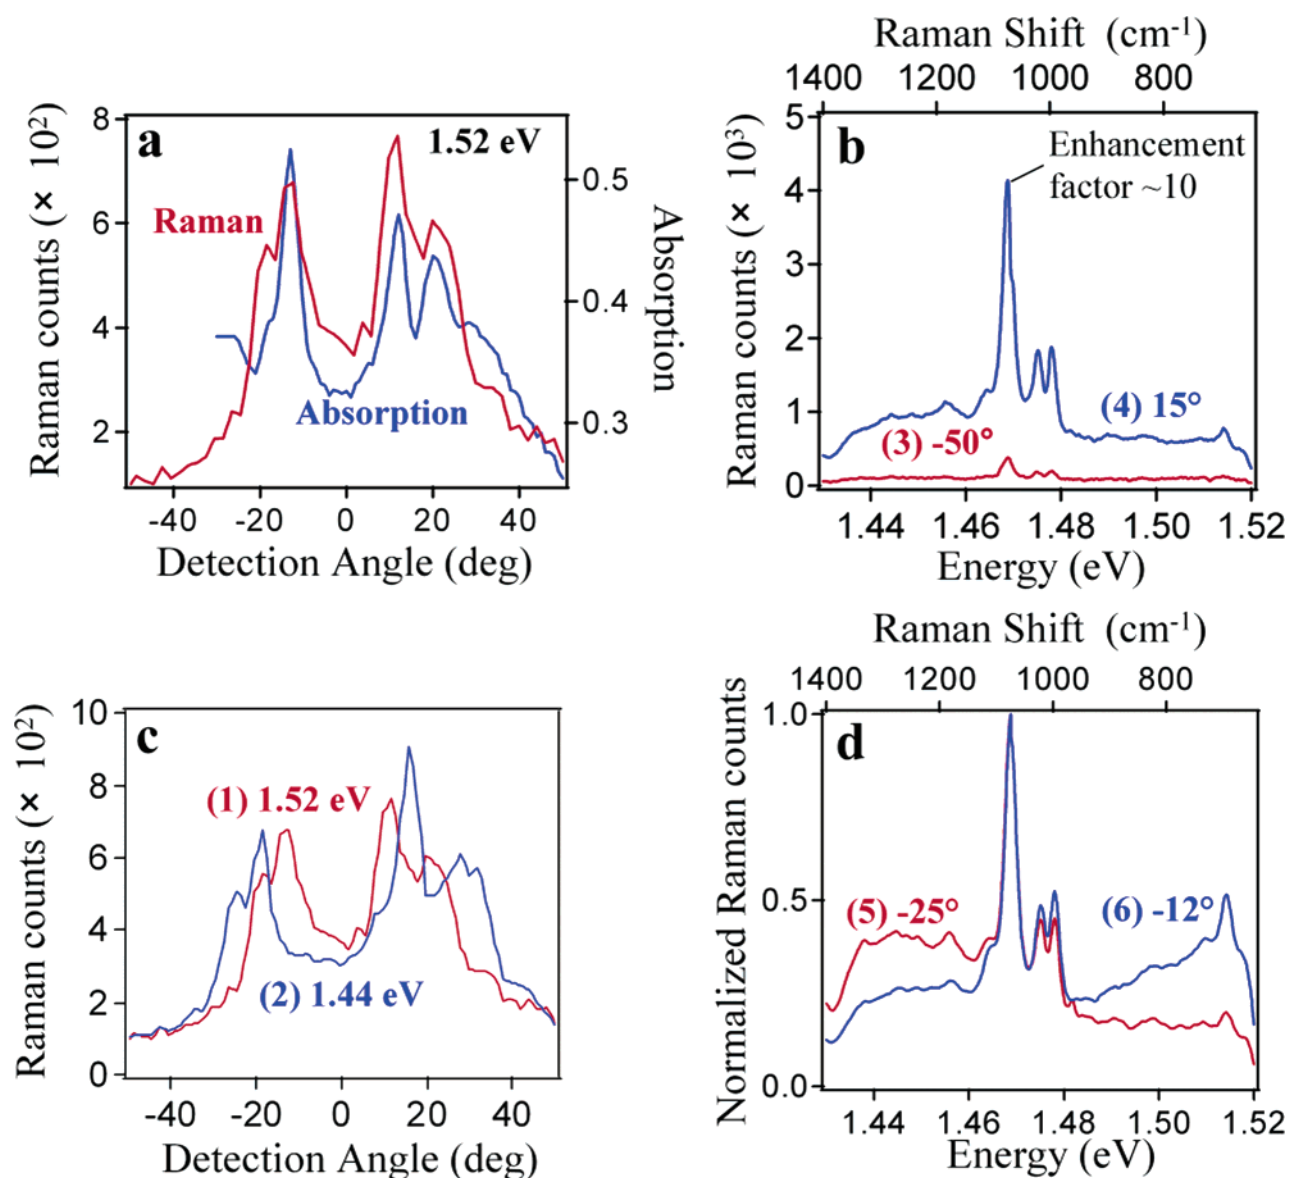 Raman Shift (cm-1)
1400 1200 1000 800
a
1.52 eV
Raman
Absorption
Raman counts (× 10²)
8
6
4
2
0.5
0.4
0.3
Absorption
-40 -20 0 20 40
Detection Angle (deg)
b
Enhancement
factor ~10
(4) 15°
(3) -50°
Raman counts (× 10³)
5
4
3
2
1
0
1.44 1.46 1.48 1.50 1.52
Energy (eV)
c
(1) 1.52 eV
(2) 1.44 eV
Raman counts (× 10²)
10
8
6
4
2
0
-40 -20 0 20 40
Detection Angle (deg)
Raman Shift (cm-1)
1400 1200 1000 800
d
(5) -25°
(6) -12°
Normalized Raman counts
1.0
0.5
0.0
1.44 1.46 1.48 1.50 1.52
Energy (eV)